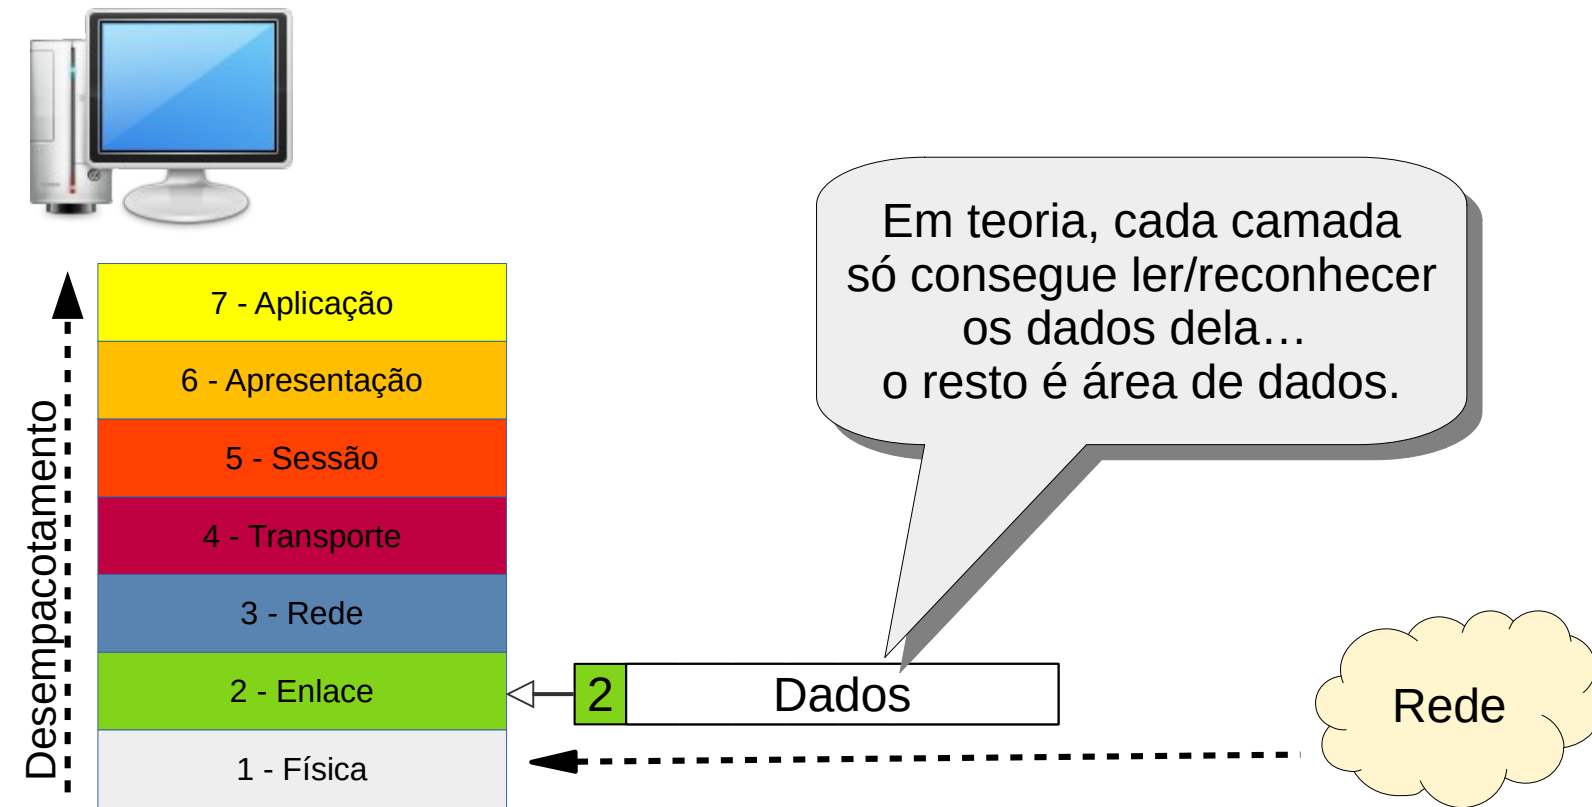 Em teoria, cada camada
só consegue ler/reconhecer
os dados dela...
o resto é área de dados.
Desempacotamento
7 - Aplicação
6 - Apresentação
5 - Sessão
4 - Transporte
3 - Rede
2 - Enlace
1 - Física
2
Dados
Rede